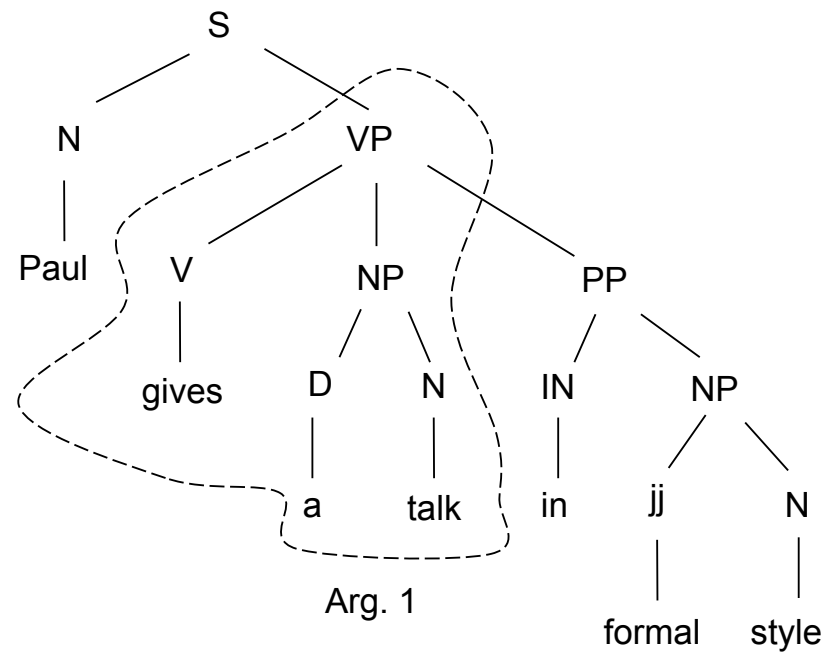 S
N VP
Paul V NP PP
gives D N IN NP
a talk in jj N
Arg. 1
formal style